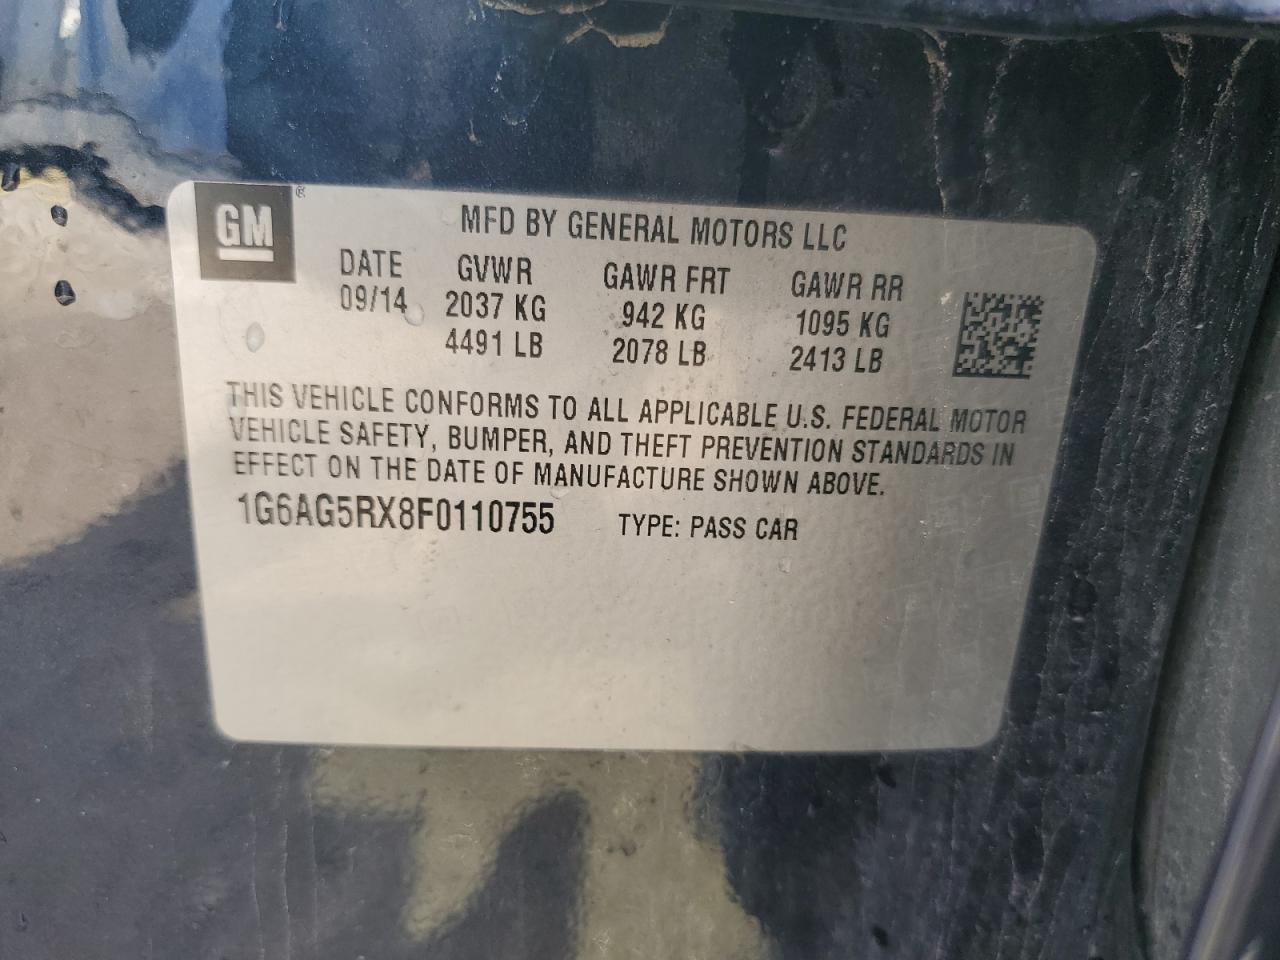 GM ®
MFD BY GENERAL MOTORS LLC
DATE GVWR GAWR FRT GAWR RR
09/14 2037 KG 942 KG 1095 KG
4491 LB 2078 LB 2413 LB
THIS VEHICLE CONFORMS TO ALL APPLICABLE U.S. FEDERAL MOTOR
VEHICLE SAFETY, BUMPER, AND THEFT PREVENTION STANDARDS IN
EFFECT ON THE DATE OF MANUFACTURE SHOWN ABOVE.
1G6AG5RX8F0110755 TYPE: PASS CAR